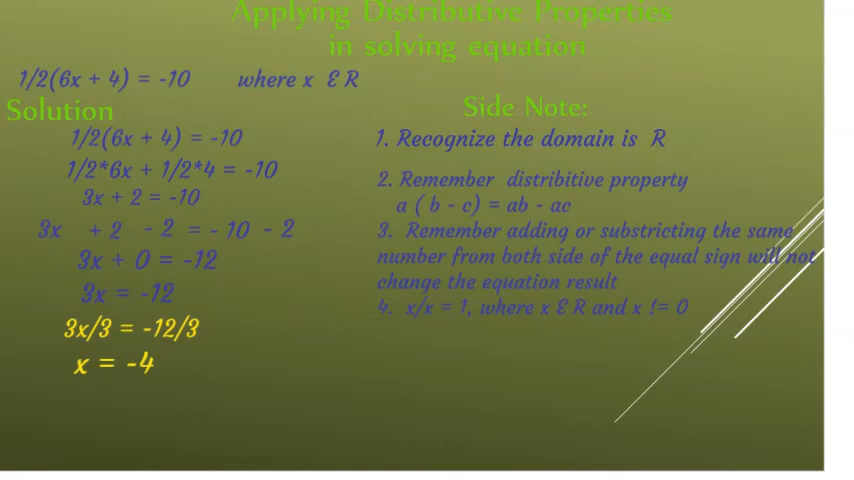 Applying Distributive Properties
in solving equation
1/2(6x + 4) = -10 where x ℇ R
Solution
1/2(6x + 4) = -10
1/2*6x + 1/2*4 = -10
3x + 2 = -10
3x + 2 - 2 = - 10 - 2
3x + 0 = -12
3x = -12
3x/3 = -12/3
x = -4
Side Note:
1. Recognize the domain is R
2. Remember distribitive property
a ( b - c) = ab - ac
3. Remember adding or substricting the same
number from both side of the equal sign will not
change the equation result
4. x/x = 1, where x ℇ R and x != 0